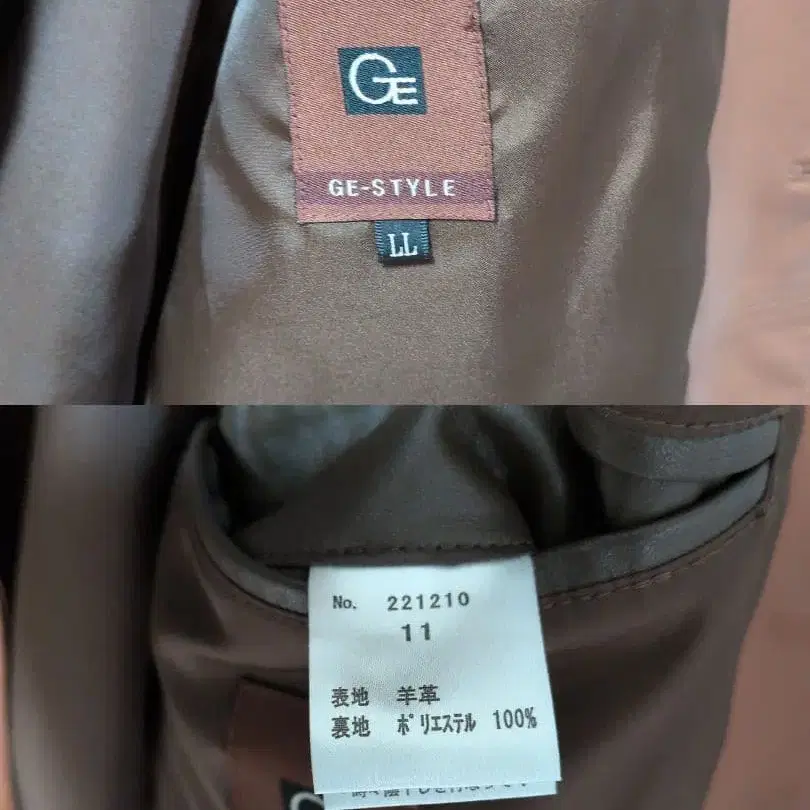 GE
GE-STYLE
LL
No. 221210
11
表地 羊革
裏地 ポリエステル 100%